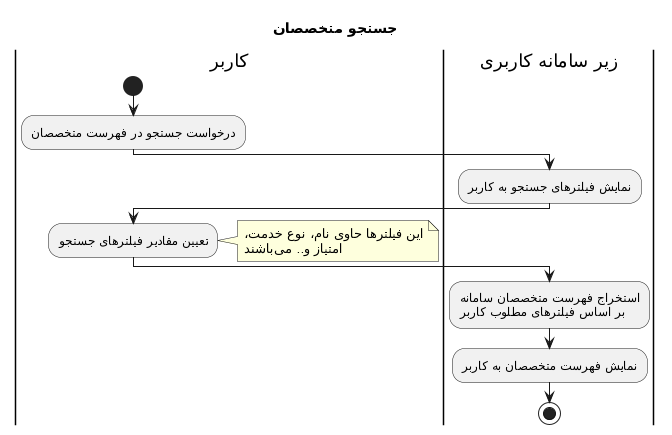 جستجو متخصصان
کاربر
زیر سامانه کاربری
درخواست جستجو در فهرست متخصصان
نمایش فیلترهای جستجو به کاربر
تعیین مقادیر فیلترهای جستجو
این فیلترها حاوی نام، نوع خدمت،
امتیاز و.. می‌باشند
استخراج فهرست متخصصان سامانه
بر اساس فیلترهای مطلوب کاربر
نمایش فهرست متخصصان به کاربر